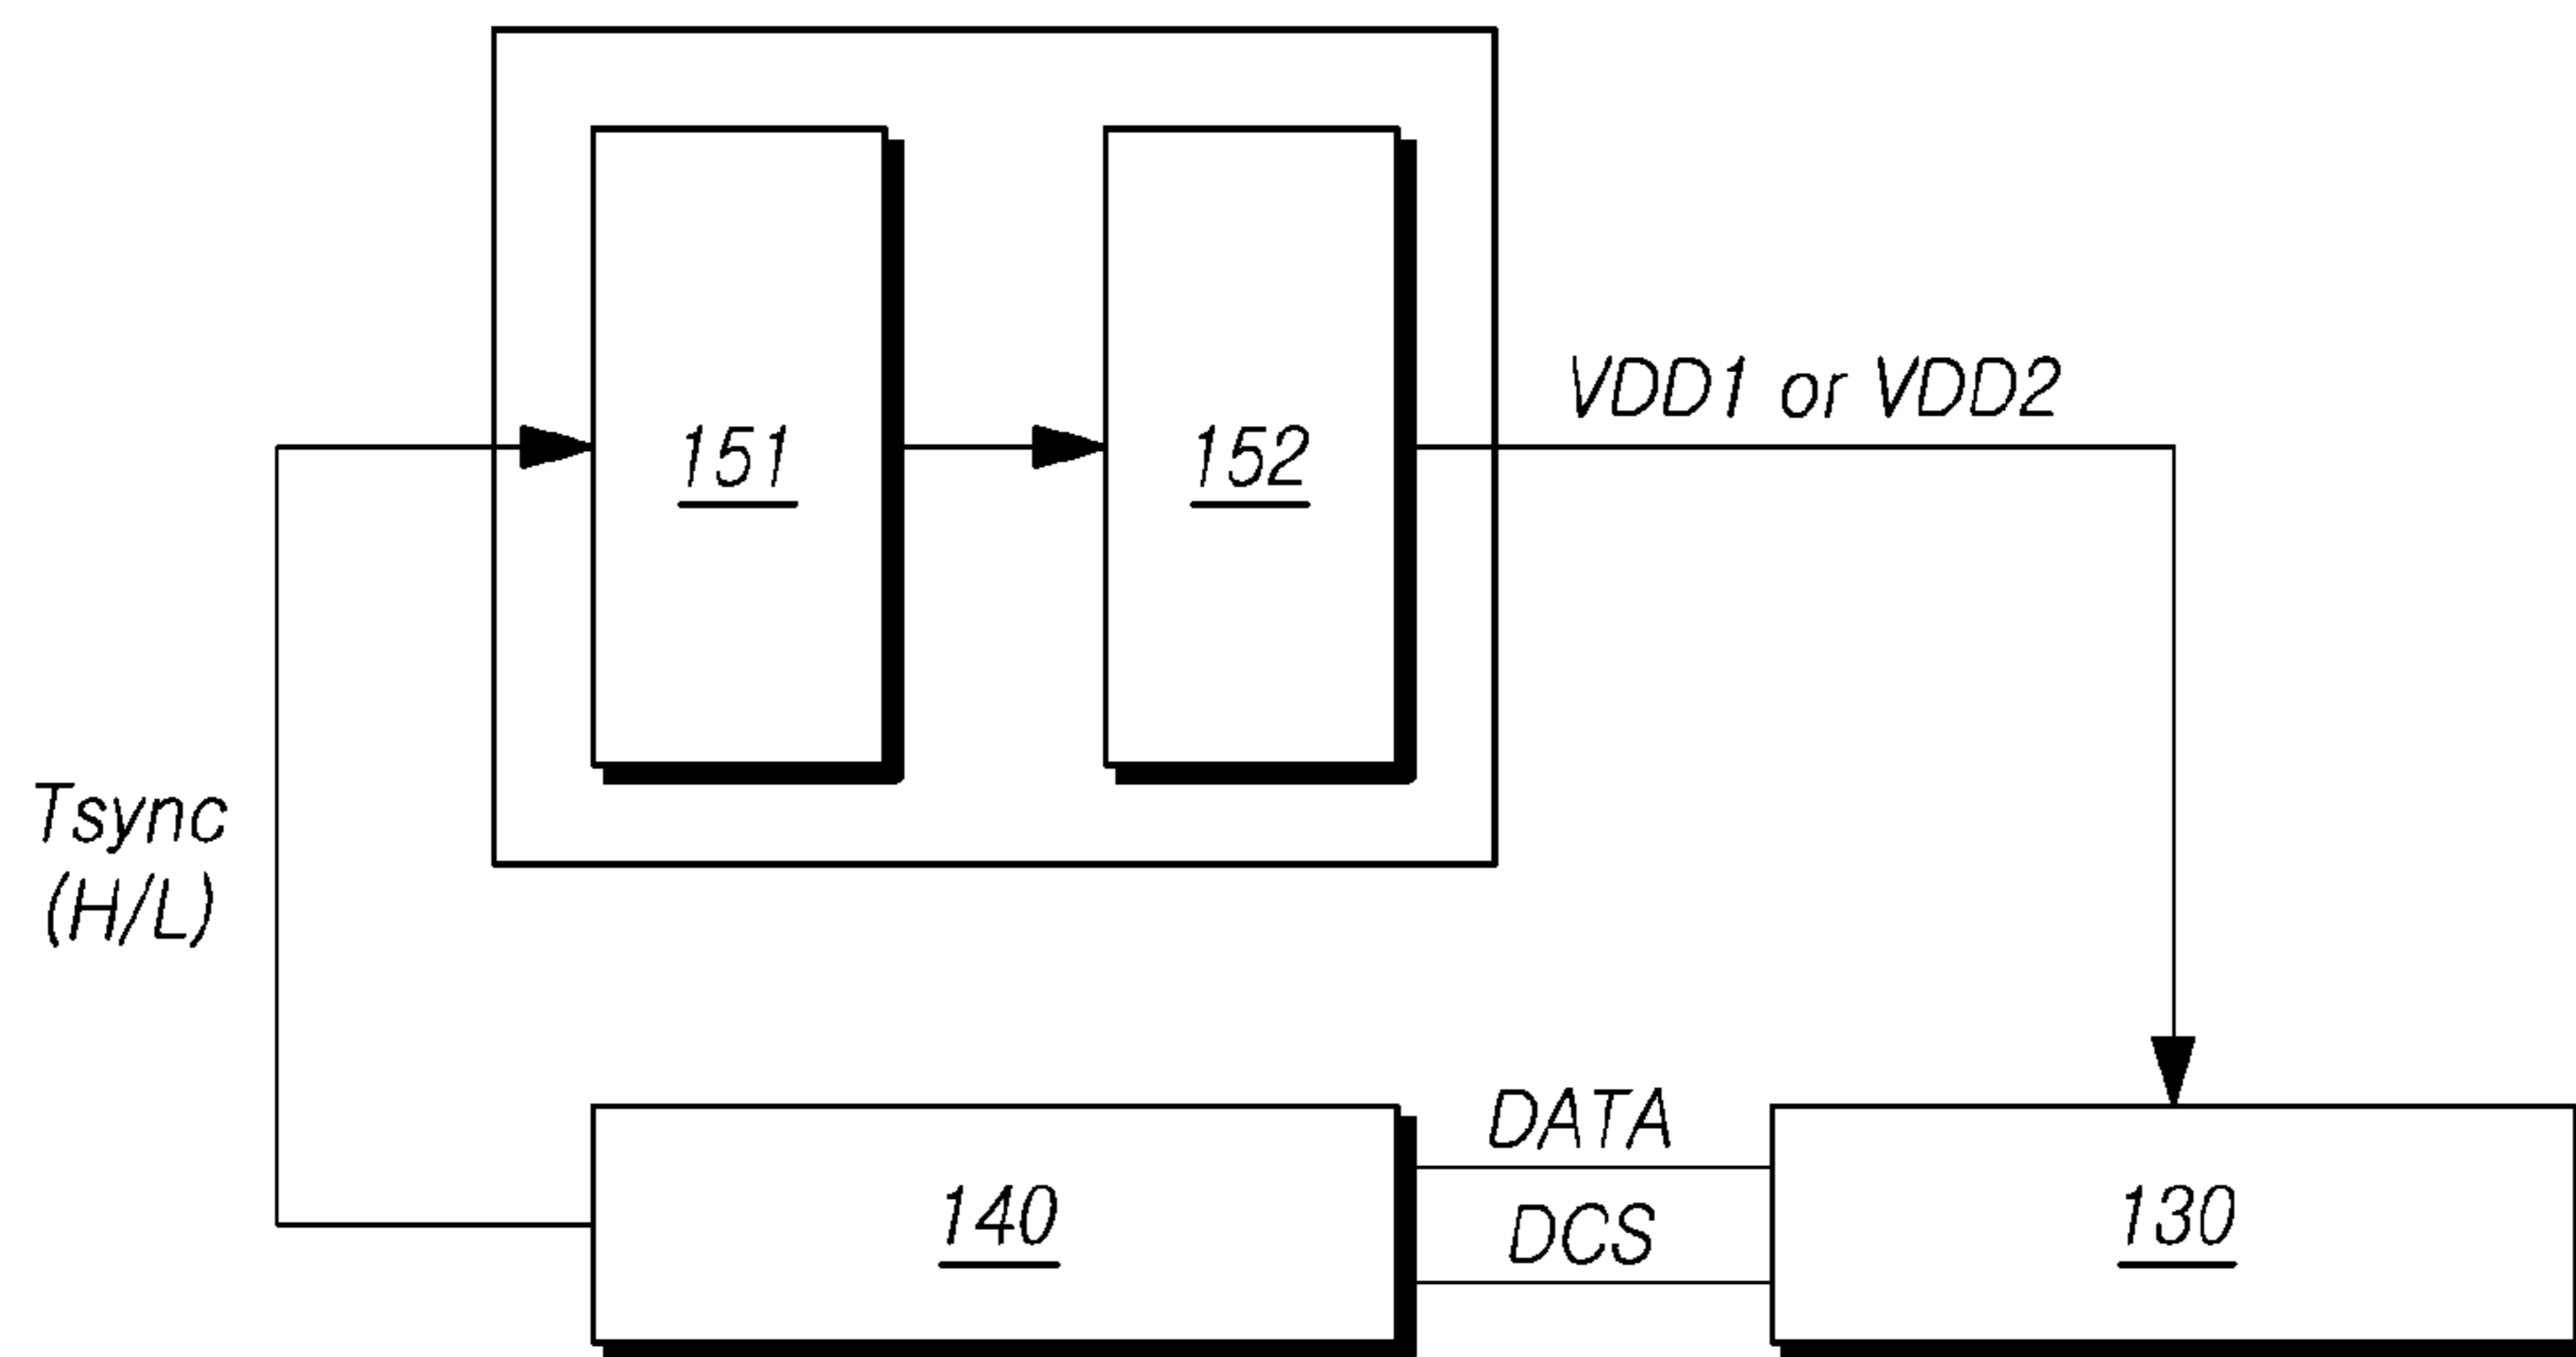 VDD1 or VDD2
151
152
Tsync
(H/L)
DATA
140
DCS
130